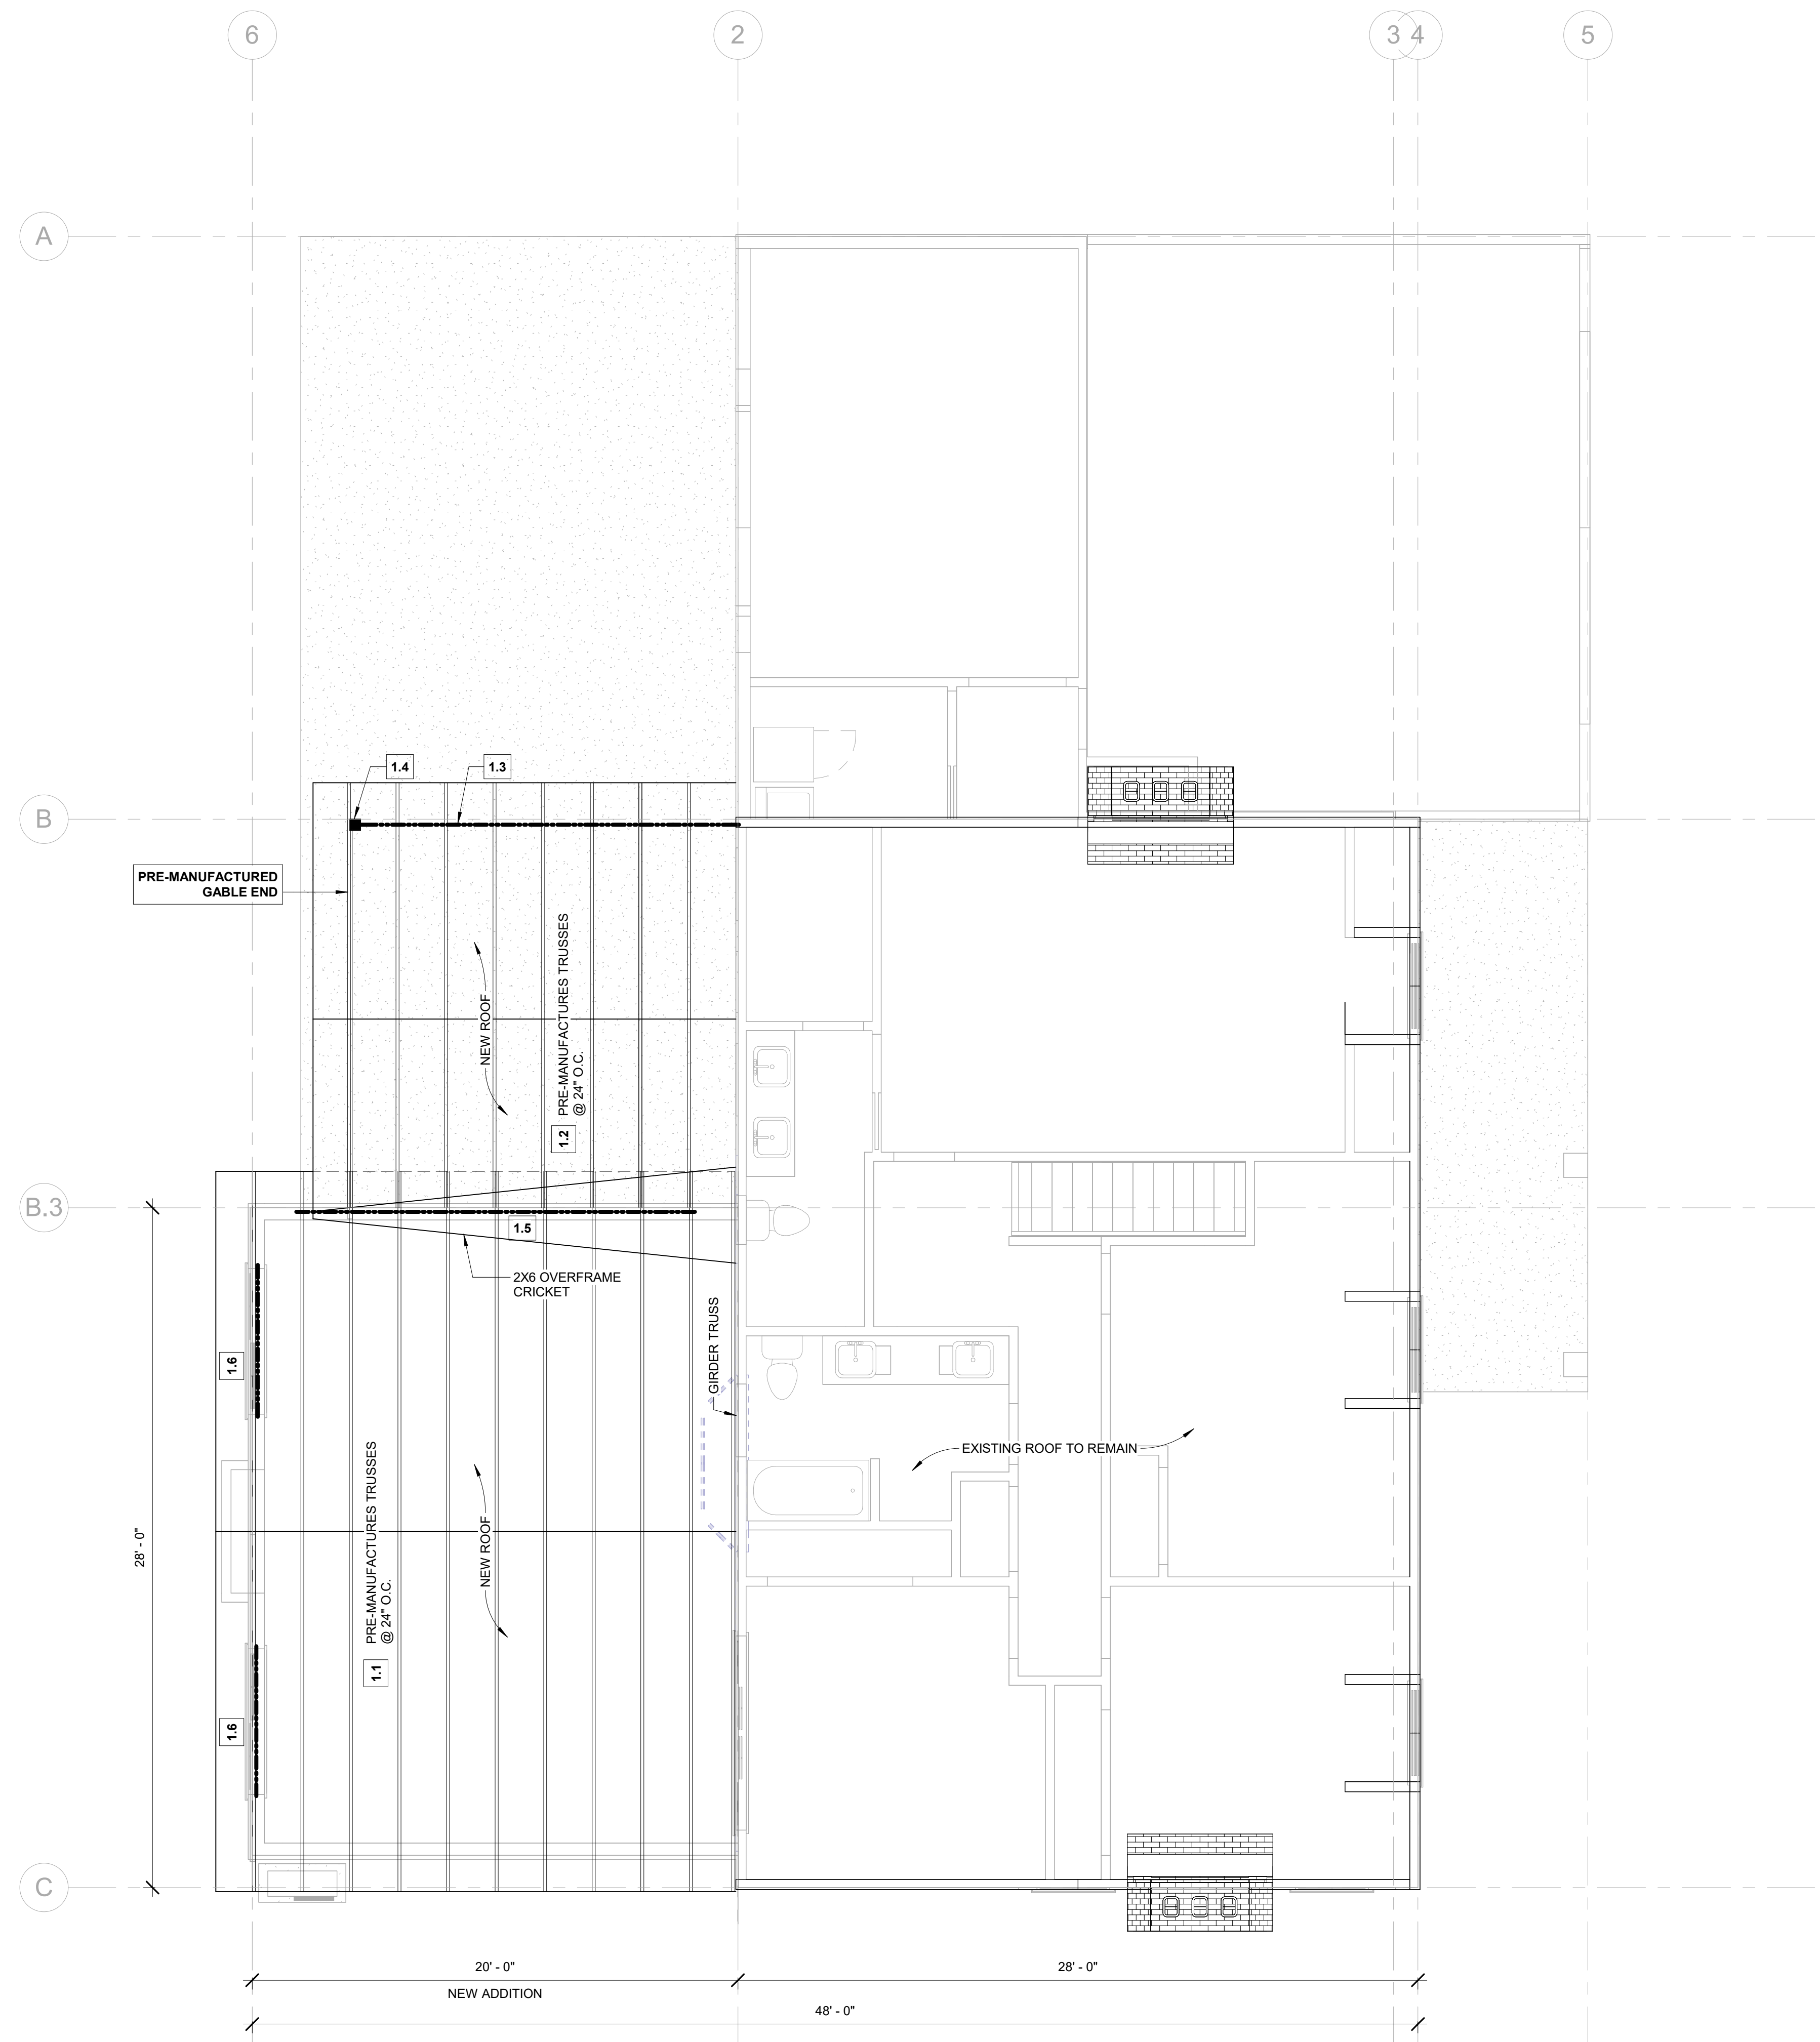 6
2
3
4
5
A
1.4
1.3
B
PRE-MANUFACTURED
GABLE END
NEW ROOF
PRE-MANUFACTURES TRUSSES
@ 24" O.C.
1.2
B.3
1.5
2X6 OVERFRAME
CRICKET
GIRDER TRUSS
1.6
EXISTING ROOF TO REMAIN
28' - 0"
PRE-MANUFACTURES TRUSSES
@ 24" O.C.
1.1
NEW ROOF
1.6
C
20' - 0"
28' - 0"
NEW ADDITION
48' - 0"